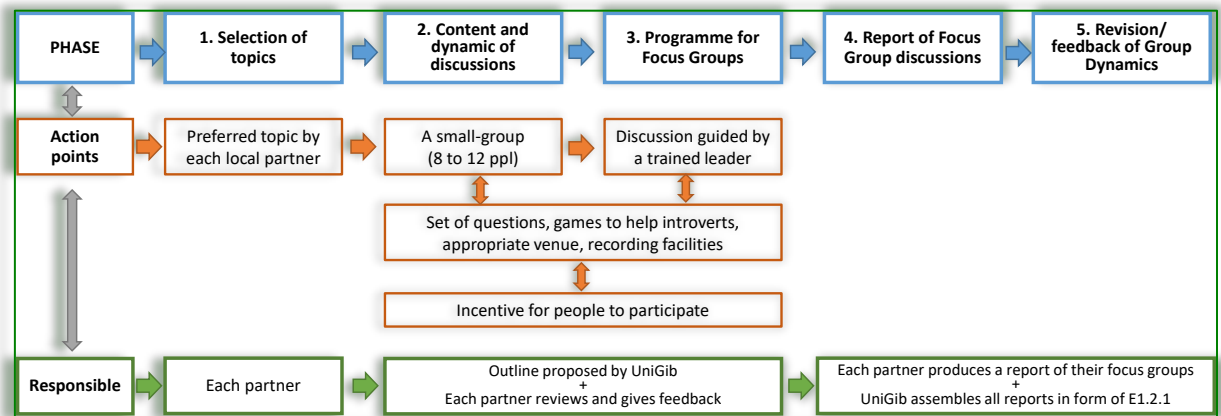 PHASE
1. Selection of
topics
2. Content and
dynamic of
discussions
3. Programme for
Focus Groups
4. Report of Focus
Group discussions
5. Revision/
feedback of Group
Dynamics
Action
points
Preferred topic by
each local partner
A small-group
(8 to 12 ppl)
Discussion guided by
a trained leader
Set of questions, games to help introverts,
appropriate venue, recording facilities
Incentive for people to participate
Responsible
Each partner
Outline proposed by UniGib
+
Each partner reviews and gives feedback
Each partner produces a report of their focus groups
+
UniGib assembles all reports in form of E1.2.1